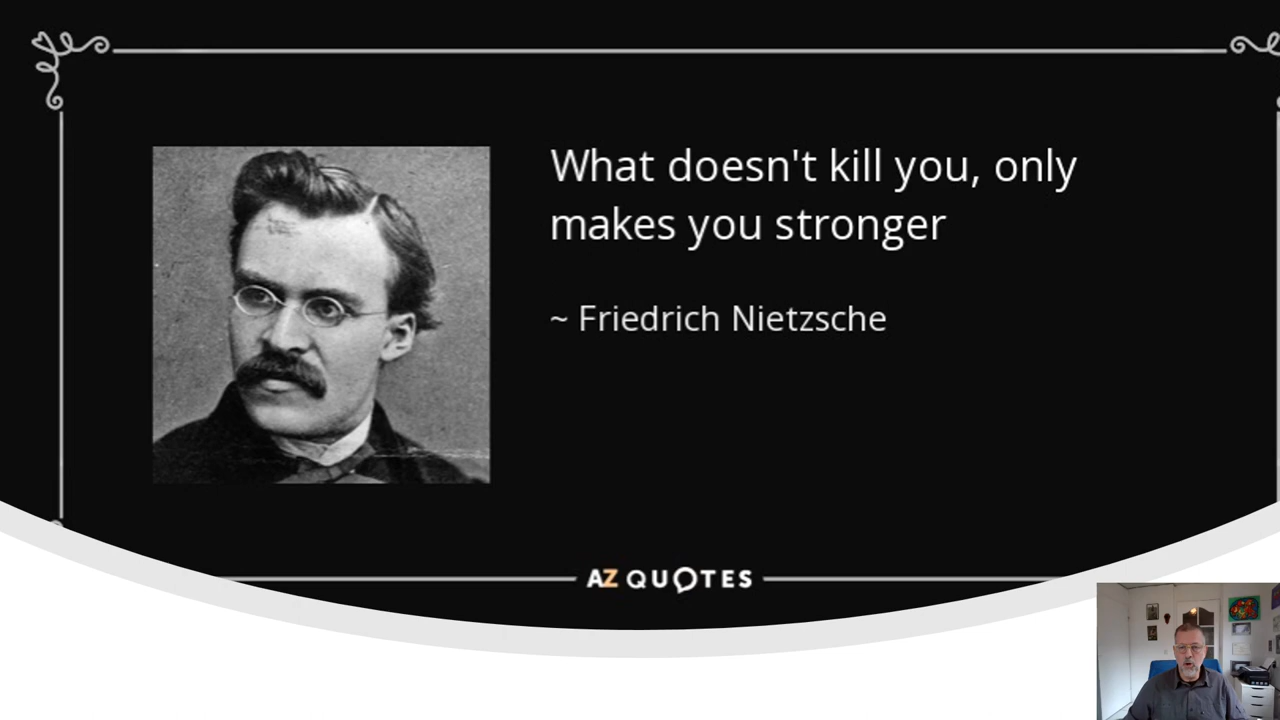 What doesn't kill you, only
makes you stronger
~ Friedrich Nietzsche
AZ QUOTES